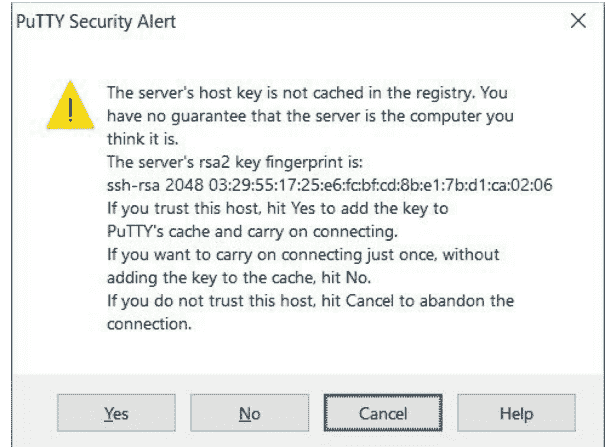 PuTTY Security Alert
The server's host key is not cached in the registry. You
have no guarantee that the server is the computer you
think it is.
The server's rsa2 key fingerprint is:
ssh-rsa 2048 03:29:55:17:25:e6:fc:bf:cd:8b:e1:7b:d1:ca:02:06
If you trust this host, hit Yes to add the key to
PuTTY's cache and carry on connecting.
If you want to carry on connecting just once, without
adding the key to the cache, hit No.
If you do not trust this host, hit Cancel to abandon the
connection.
Yes No Cancel Help